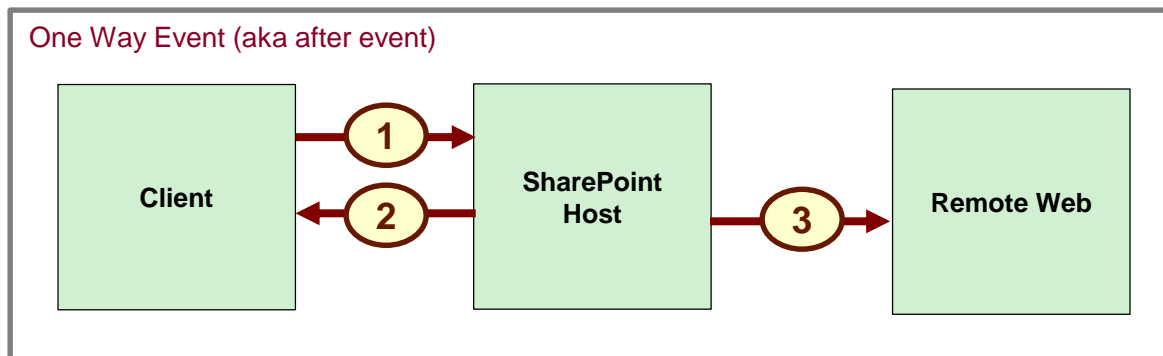 One Way Event (aka after event)
Client
1
2
SharePoint
Host
3
Remote Web